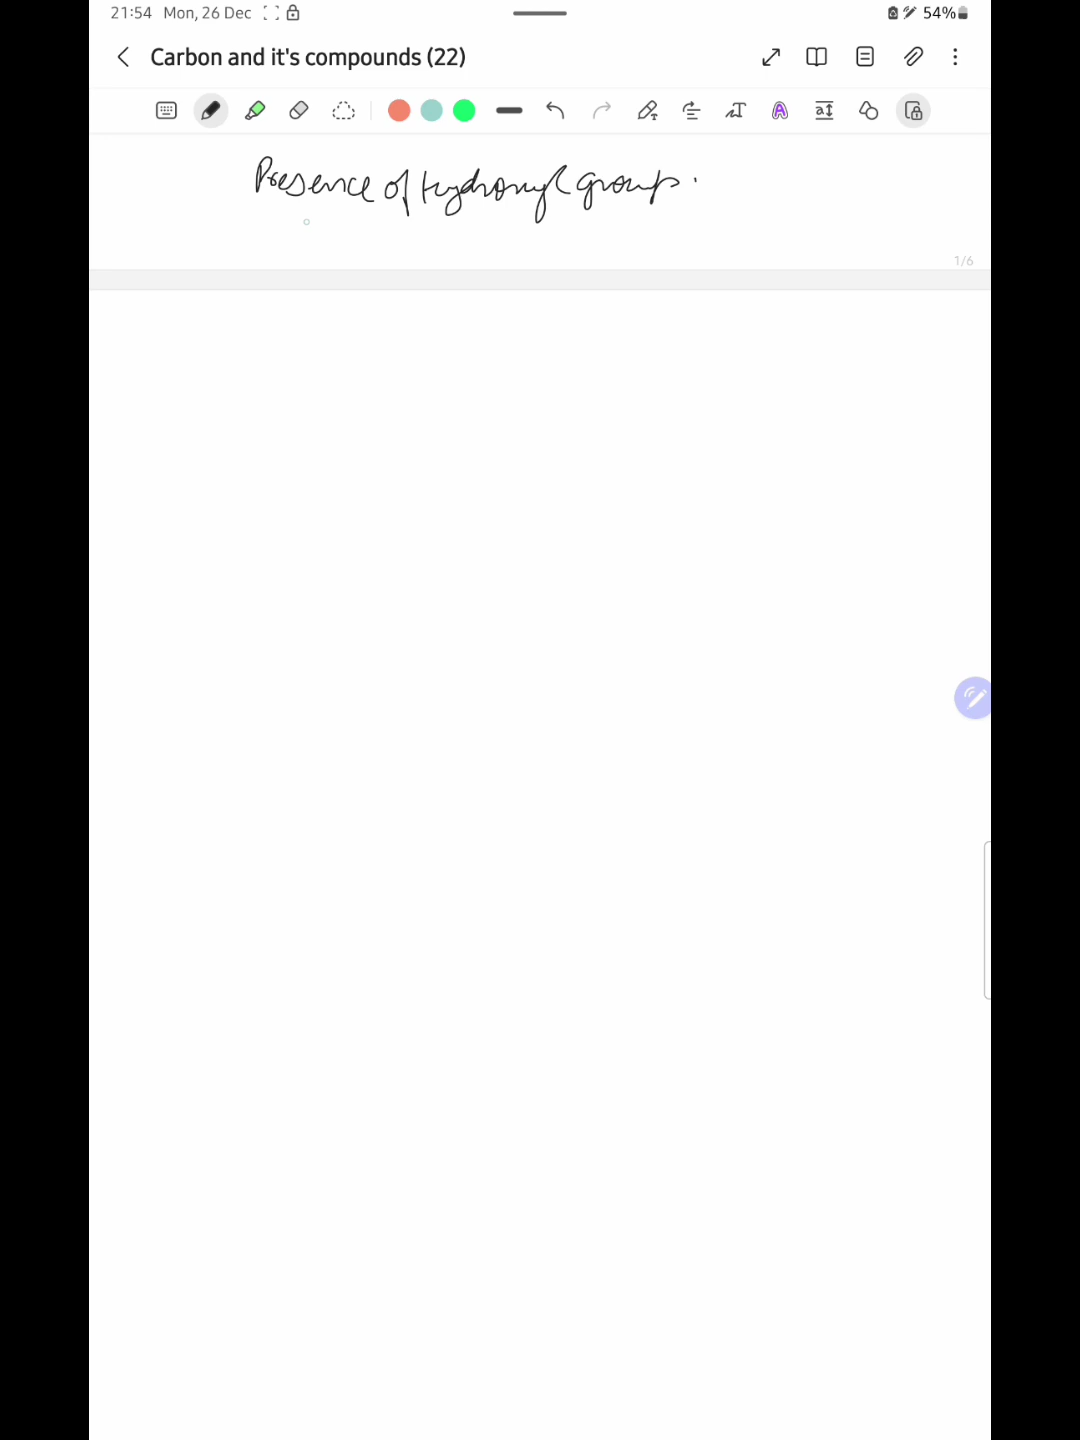 21:54 Mon, 26 Dec 54%
Carbon and it's compounds (22)
Presence of Hydroxyl group.
1/6